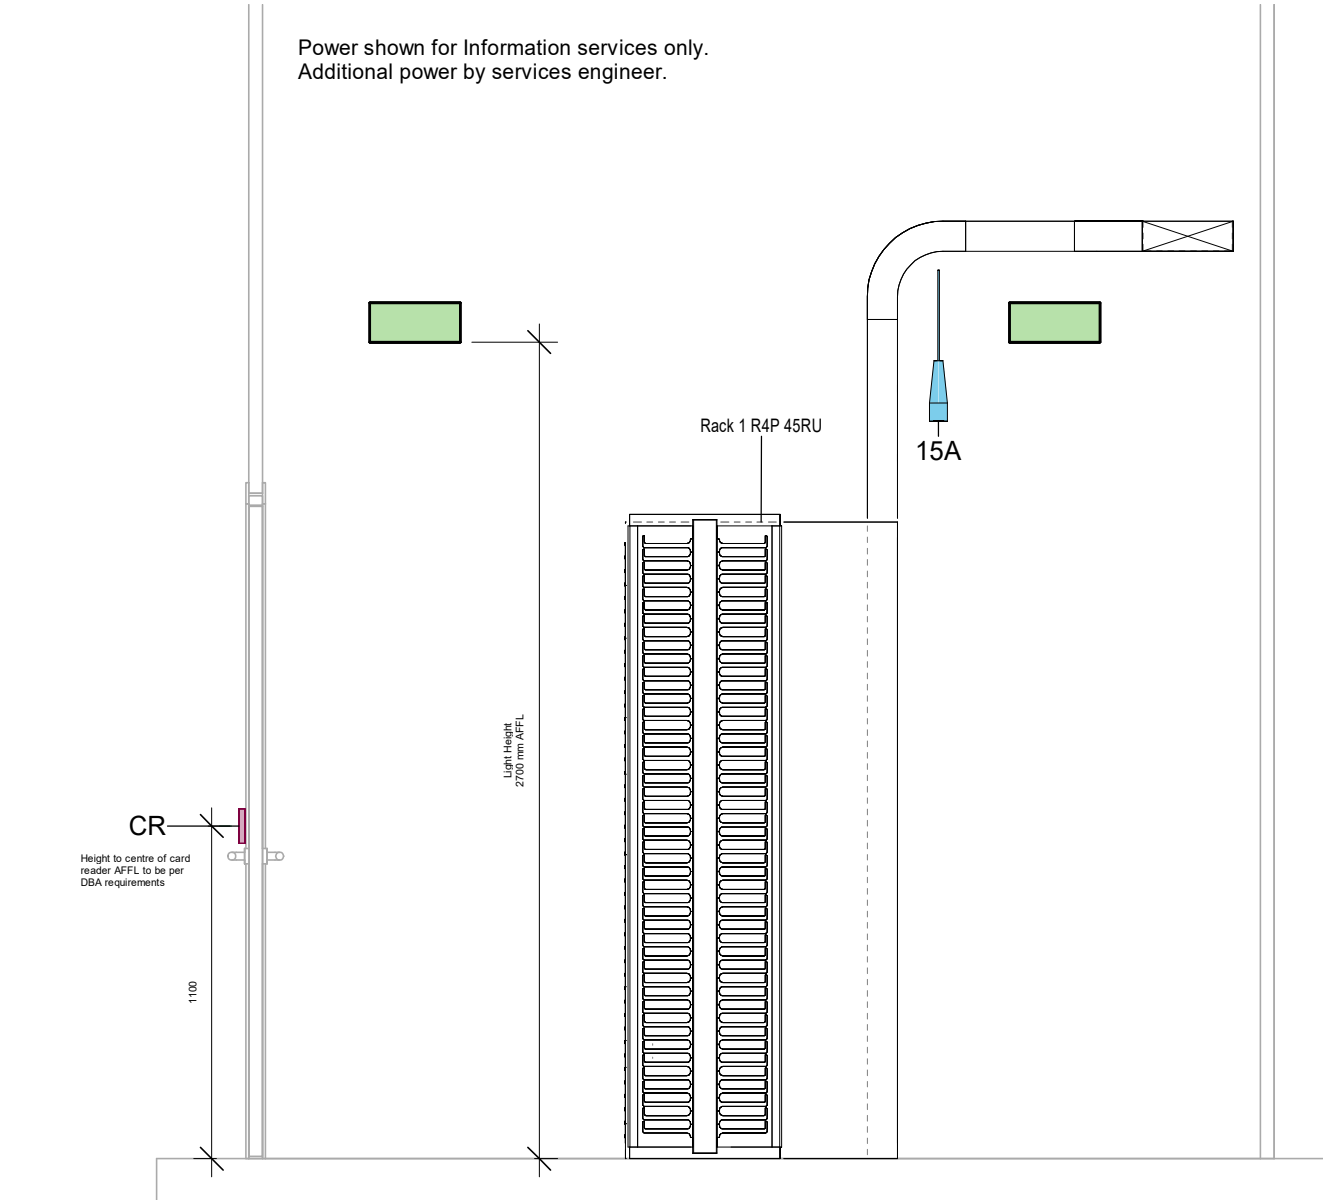 Power shown for Information services only.
Additional power by services engineer.
Rack 1 R4P 45RU
15A
Light Height
2700 mm AFFL
CR
Height to centre of card
reader AFFL to be per
DBA requirements
1100